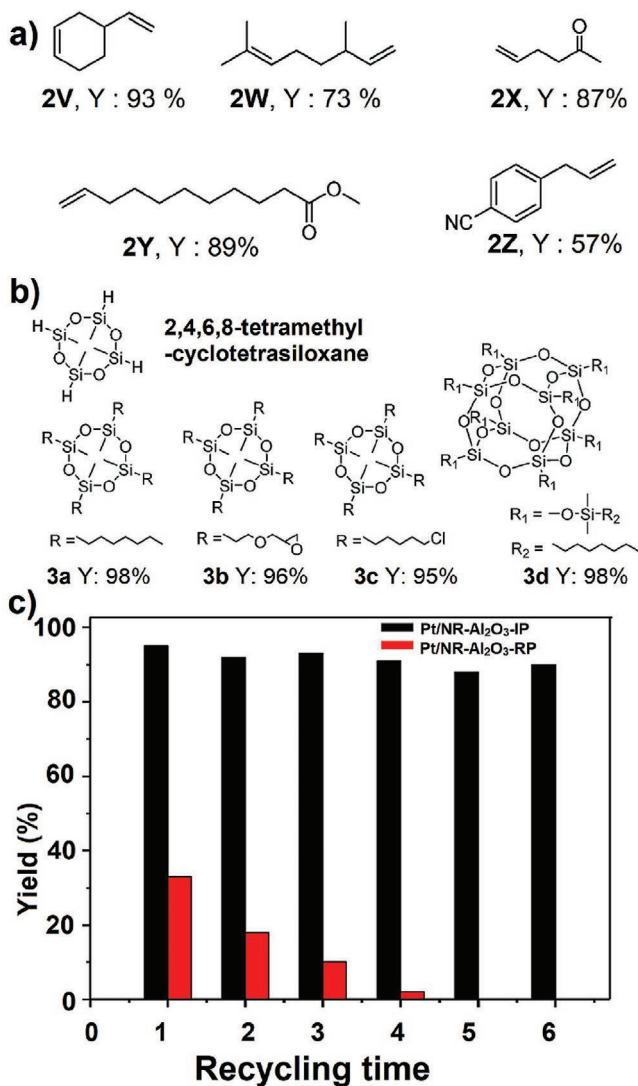 a)
2V, Y : 93 %
2W, Y : 73 %
O
2X, Y : 87%
O
O
2Y, Y : 89%
NC
2Z, Y : 57%
b)
H
H
Si
O
Si
O
O
Si
O
Si
H
H
2,4,6,8-tetramethyl
-cyclotetrasiloxane
R
R
Si
O
Si
O
O
Si
O
Si
R
R
R=
3a Y: 98%
R
R
Si
O
Si
O
O
Si
O
Si
R
R
R=
O
O
3b Y: 96%
R
R
Si
O
Si
O
O
Si
O
Si
R
R
R=
Cl
3c Y: 95%
R₁
Si
O
Si
R₁
O
O
O
Si
O
Si
R₁
R₁
O
O
O
O
R₁
Si
O
Si
R₁
O
O
O
Si
O
Si
R₁
R₁
R₁ = -O-Si-R₂
R₂ =
3d Y: 98%
c)
100
80
60
40
20
0
Yield (%)
Pt/NR-Al₂O₃-IP
Pt/NR-Al₂O₃-RP
0 1 2 3 4 5 6
Recycling time